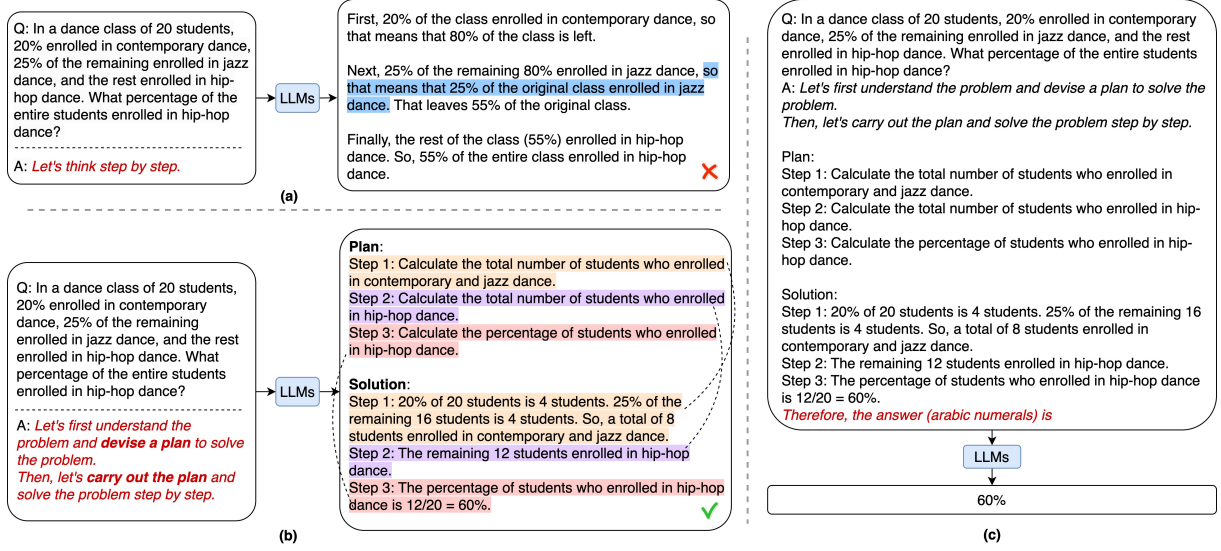 Q: In a dance class of 20 students,
20% enrolled in contemporary dance,
25% of the remaining enrolled in jazz
dance, and the rest enrolled in hip-
hop dance. What percentage of the
entire students enrolled in hip-hop
dance?
A: Let's think step by step.
LLMs
First, 20% of the class enrolled in contemporary dance, so
that means that 80% of the class is left.
Next, 25% of the remaining 80% enrolled in jazz dance, so
that means that 25% of the original class enrolled in jazz
dance. That leaves 55% of the original class.
Finally, the rest of the class (55%) enrolled in hip-hop
dance. So, 55% of the entire class enrolled in hip-hop
dance.
(a)
Q: In a dance class of 20 students,
20% enrolled in contemporary
dance, 25% of the remaining
enrolled in jazz dance, and the rest
enrolled in hip-hop dance. What
percentage of the entire students
enrolled in hip-hop dance?
A: Let's first understand the
problem and devise a plan to solve
the problem.
Then, let's carry out the plan and
solve the problem step by step.
LLMs
Plan:
Step 1: Calculate the total number of students who enrolled
in contemporary and jazz dance.
Step 2: Calculate the total number of students who enrolled
in hip-hop dance.
Step 3: Calculate the percentage of students who enrolled
in hip-hop dance.
Solution:
Step 1: 20% of 20 students is 4 students. 25% of the
remaining 16 students is 4 students. So, a total of 8
students enrolled in contemporary and jazz dance.
Step 2: The remaining 12 students enrolled in hip-hop
dance.
Step 3: The percentage of students who enrolled in hip-hop
dance is 12/20 = 60%.
(b)
Q: In a dance class of 20 students, 20% enrolled in contemporary
dance, 25% of the remaining enrolled in jazz dance, and the rest
enrolled in hip-hop dance. What percentage of the entire students
enrolled in hip-hop dance?
A: Let's first understand the problem and devise a plan to solve the
problem.
Then, let's carry out the plan and solve the problem step by step.
Plan:
Step 1: Calculate the total number of students who enrolled in
contemporary and jazz dance.
Step 2: Calculate the total number of students who enrolled in hip-
hop dance.
Step 3: Calculate the percentage of students who enrolled in hip-
hop dance.
Solution:
Step 1: 20% of 20 students is 4 students. 25% of the remaining 16
students is 4 students. So, a total of 8 students enrolled in
contemporary and jazz dance.
Step 2: The remaining 12 students enrolled in hip-hop dance.
Step 3: The percentage of students who enrolled in hip-hop dance
is 12/20 = 60%.
Therefore, the answer (arabic numerals) is
LLMs
60%
(c)